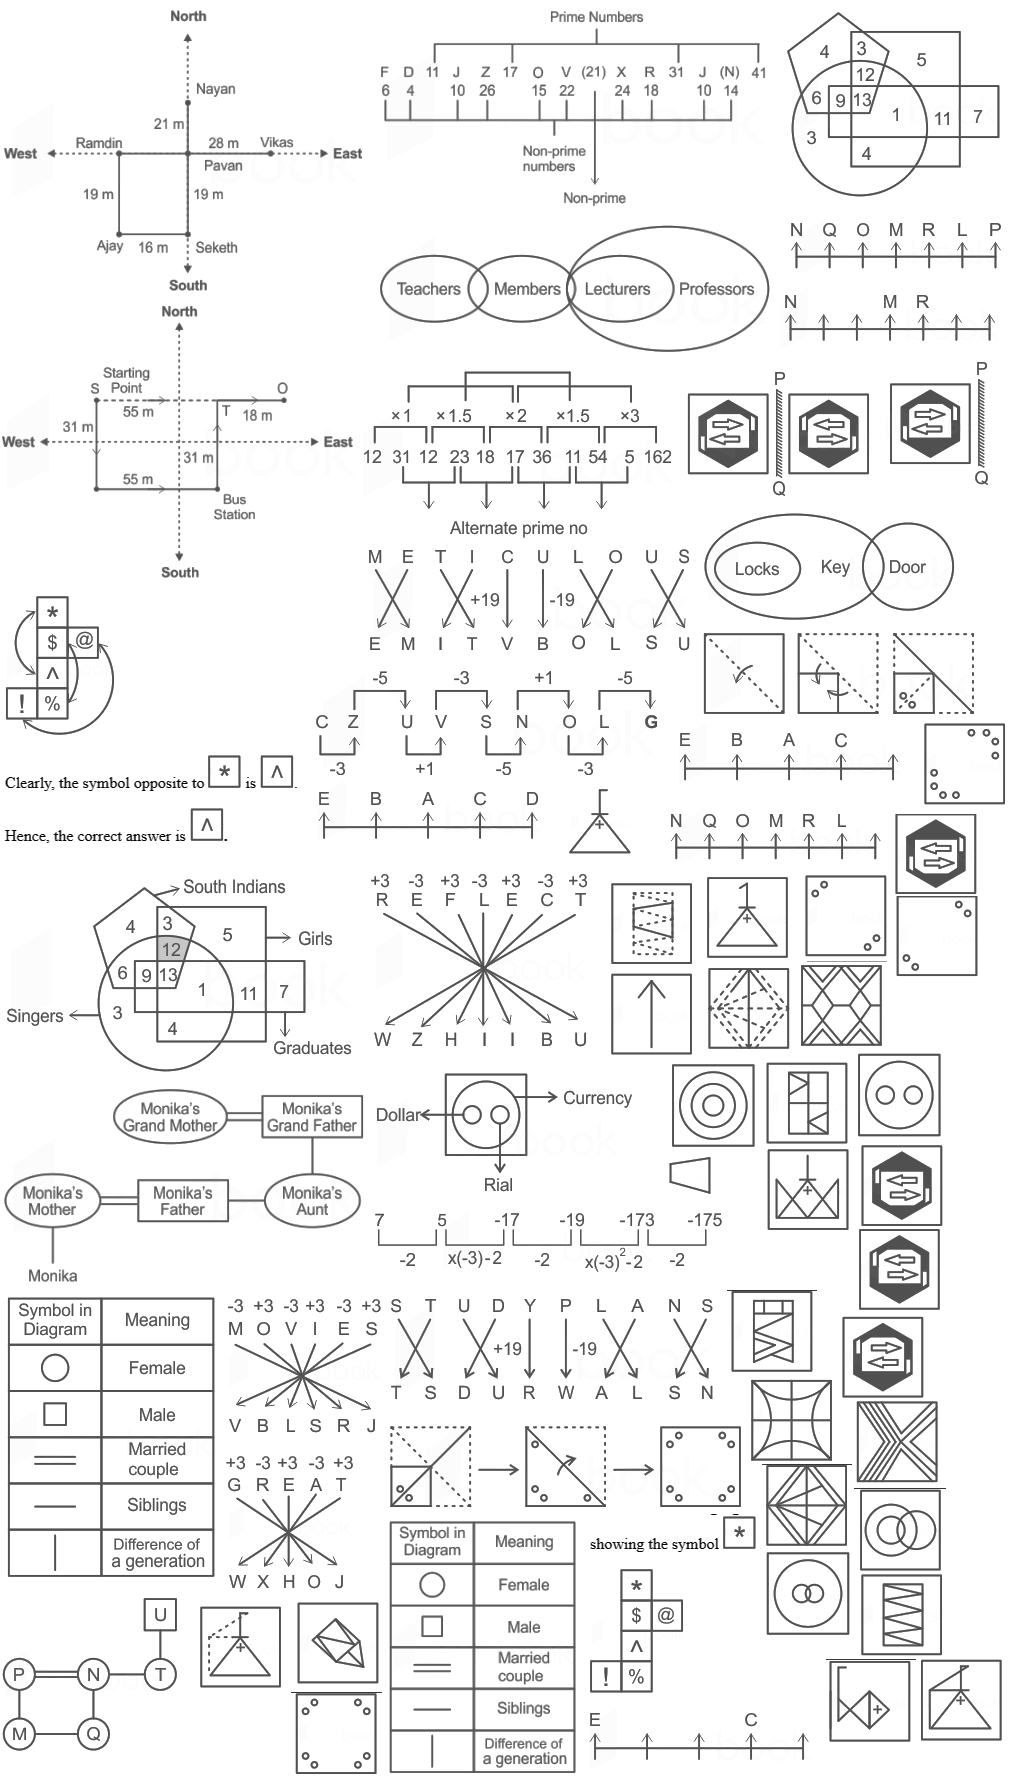 North
Nayan
21 m
Ramdin
28 m
Vikas
West
East
Pavan
19 m
19 m
Ajay
16 m
Seketh
South
Prime Numbers
F D 11 J Z 17 O V (21) X R 31 J (N) 41
6 4 10 26 15 22 24 18 10 14
Non-prime
numbers
Non-prime
4 3 5
12
6 9 13 1 11 7
3
4
N Q O M R L P
N M R
Teachers Members Lecturers Professors
North
Starting
Point
S
O
55 m
T
18 m
31 m
West
East
31 m
55 m
Bus
Station
South
×1 ×1.5 ×2 ×1.5 ×3
12 31 12 23 18 17 36 11 54 5 162
Alternate prime no
P
Q
P
Q
Locks Key Door
M E T I C U L O U S
+19 -19
E M I T V B O L S U
*
$ @
^
! %
Clearly, the symbol opposite to * is ^.
Hence, the correct answer is ^.
-5 -3 +1 -5
C Z U V S N O L G
-3 +1 -5 -3
E B A C D
E B A C
N Q O M R L
South Indians
4 3 5
Girls
12
6 9 13 1 11 7
Singers
3
4
Graduates
+3 -3 +3 -3 +3 -3 +3
R E F L E C T
W Z H I I B U
Monika's
Grand Mother
Monika's
Grand Father
Monika's
Mother
Monika's
Father
Monika's
Aunt
Monika
Dollar
Currency
Rial
7 5 -17 -19 -173 -175
-2 x(-3)-2 -2 x(-3)²-2 -2
Symbol in
Diagram
Meaning
Female
Male
Married
couple
Siblings
Difference of
a generation
-3 +3 -3 +3 -3 +3
M O V I E S
V B L S R J
S T U D Y P L A N S
+19 -19
T S D U R W A L S N
+3 -3 +3 -3 +3
G R E A T
W X H O J
Symbol in
Diagram
Meaning
Female
Male
Married
couple
Siblings
Difference of
a generation
showing the symbol *
*
$ @
^
! %
U
P N T
M Q
E C